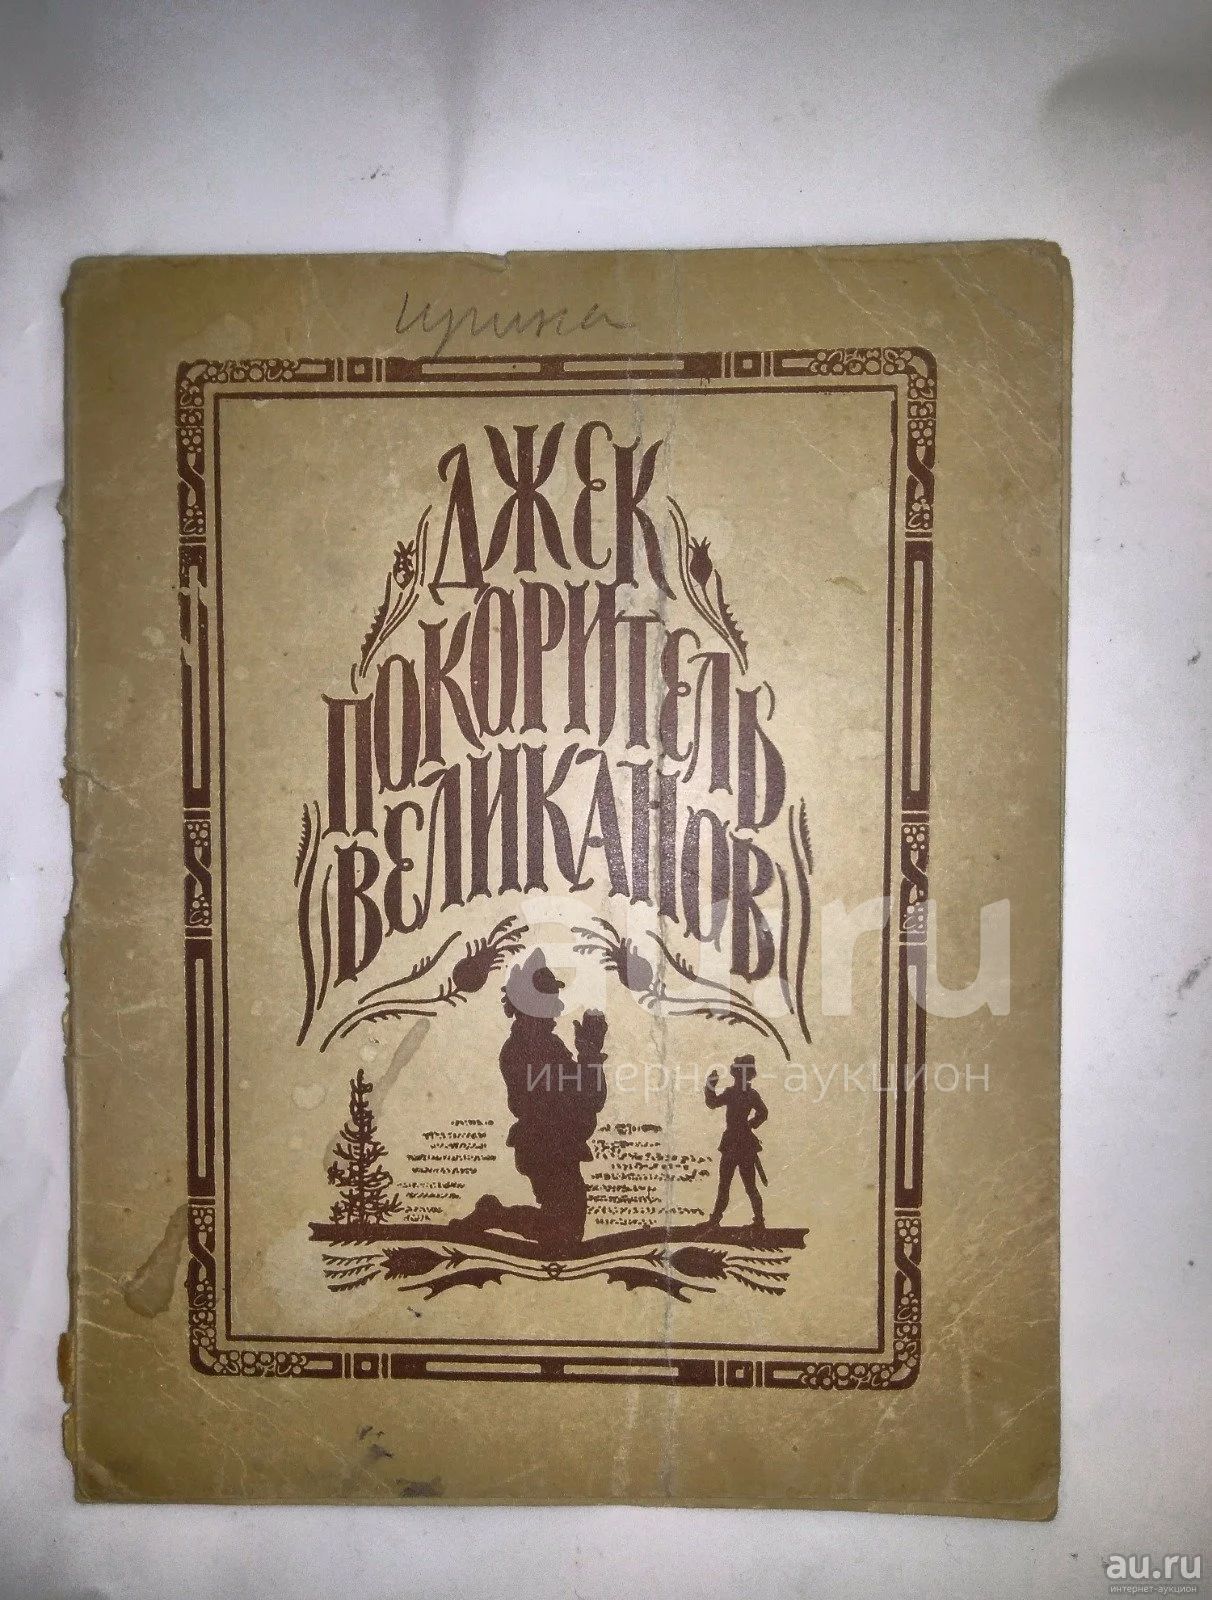 ирина
ДЖЕК
ПОКОРИТЕЛЬ
ВЕЛИКАНОВ
au.ru
интернет-аукцион
au.ru
интернет-аукцион